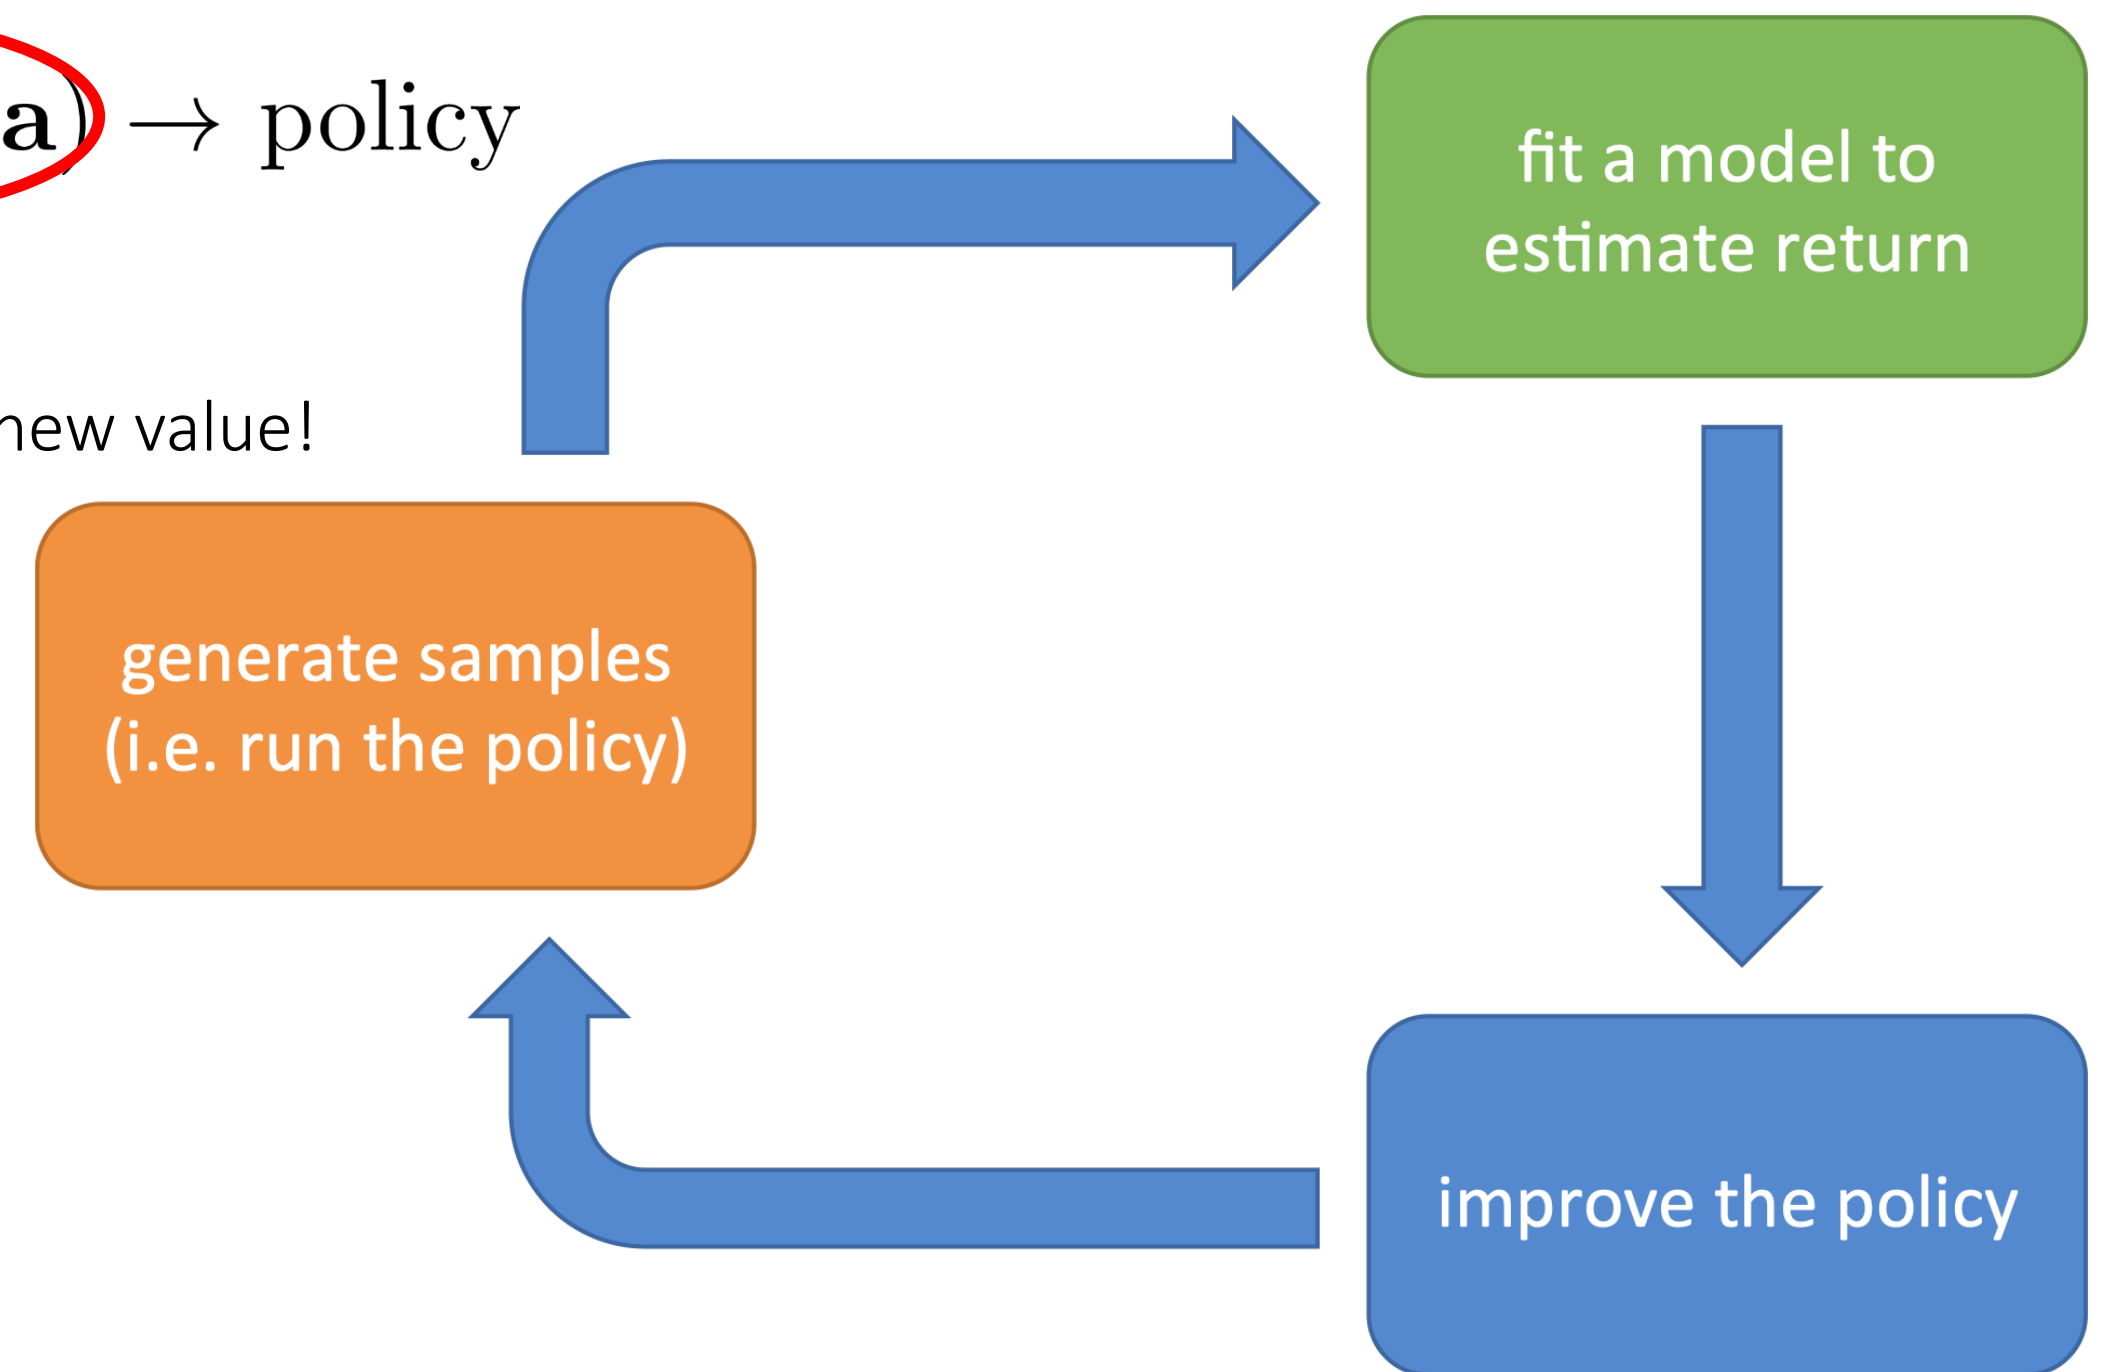 a) → policy
new value!
fit a model to
estimate return
generate samples
(i.e. run the policy)
improve the policy